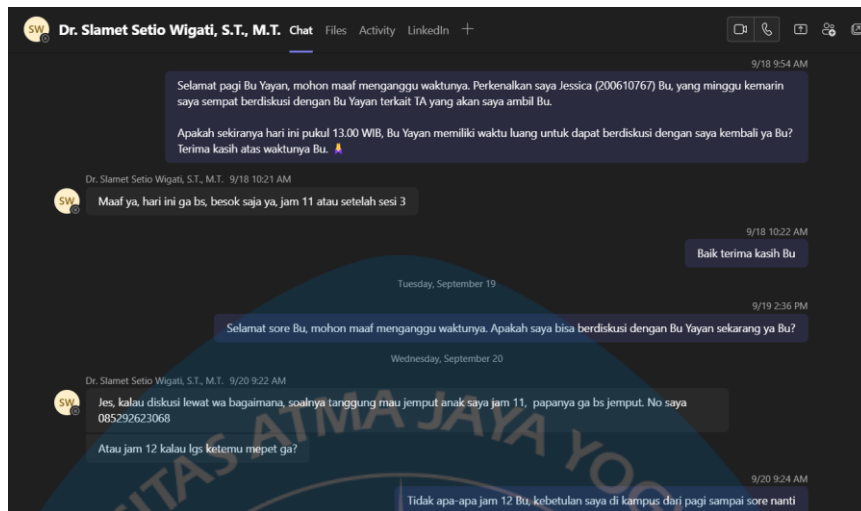 SW Dr. Slamet Setio Wigati, S.T., M.T. Chat Files Activity LinkedIn
9/18 9:54 AM
Selamat pagi Bu Yayan, mohon maaf menganggu waktunya. Perkenalkan saya Jessica (200610767) Bu, yang minggu kemarin
saya sempat berdiskusi dengan Bu Yayan terkait TA yang akan saya ambil Bu.
Apakah sekiranya hari ini pukul 13.00 WIB, Bu Yayan memiliki waktu luang untuk dapat berdiskusi dengan saya kembali ya Bu?
Terima kasih atas waktunya Bu.
Dr. Slamet Setio Wigati, S.T., M.T. 9/18 10:21 AM
SW
Maaf ya, hari ini ga bs, besok saja ya, jam 11 atau setelah sesi 3
9/18 10:22 AM
Baik terima kasih Bu
Tuesday, September 19
9/19 2:36 PM
Selamat sore Bu, mohon maaf menganggu waktunya. Apakah saya bisa berdiskusi dengan Bu Yayan sekarang ya Bu?
Wednesday, September 20
Dr. Slamet Setio Wigati, S.T., M.T. 9/20 9:22 AM
SW
Jes, kalau diskusi lewat wa bagaimana, soalnya tanggung mau jemput anak saya jam 11, papanya ga bs jemput. No saya
085292623068
Atau jam 12 kalau lgs ketemu mepet ga?
9/20 9:24 AM
Tidak apa-apa jam 12 Bu, kebetulan saya di kampus dari pagi sampai sore nanti
ITAS ATMA JAYA YOG